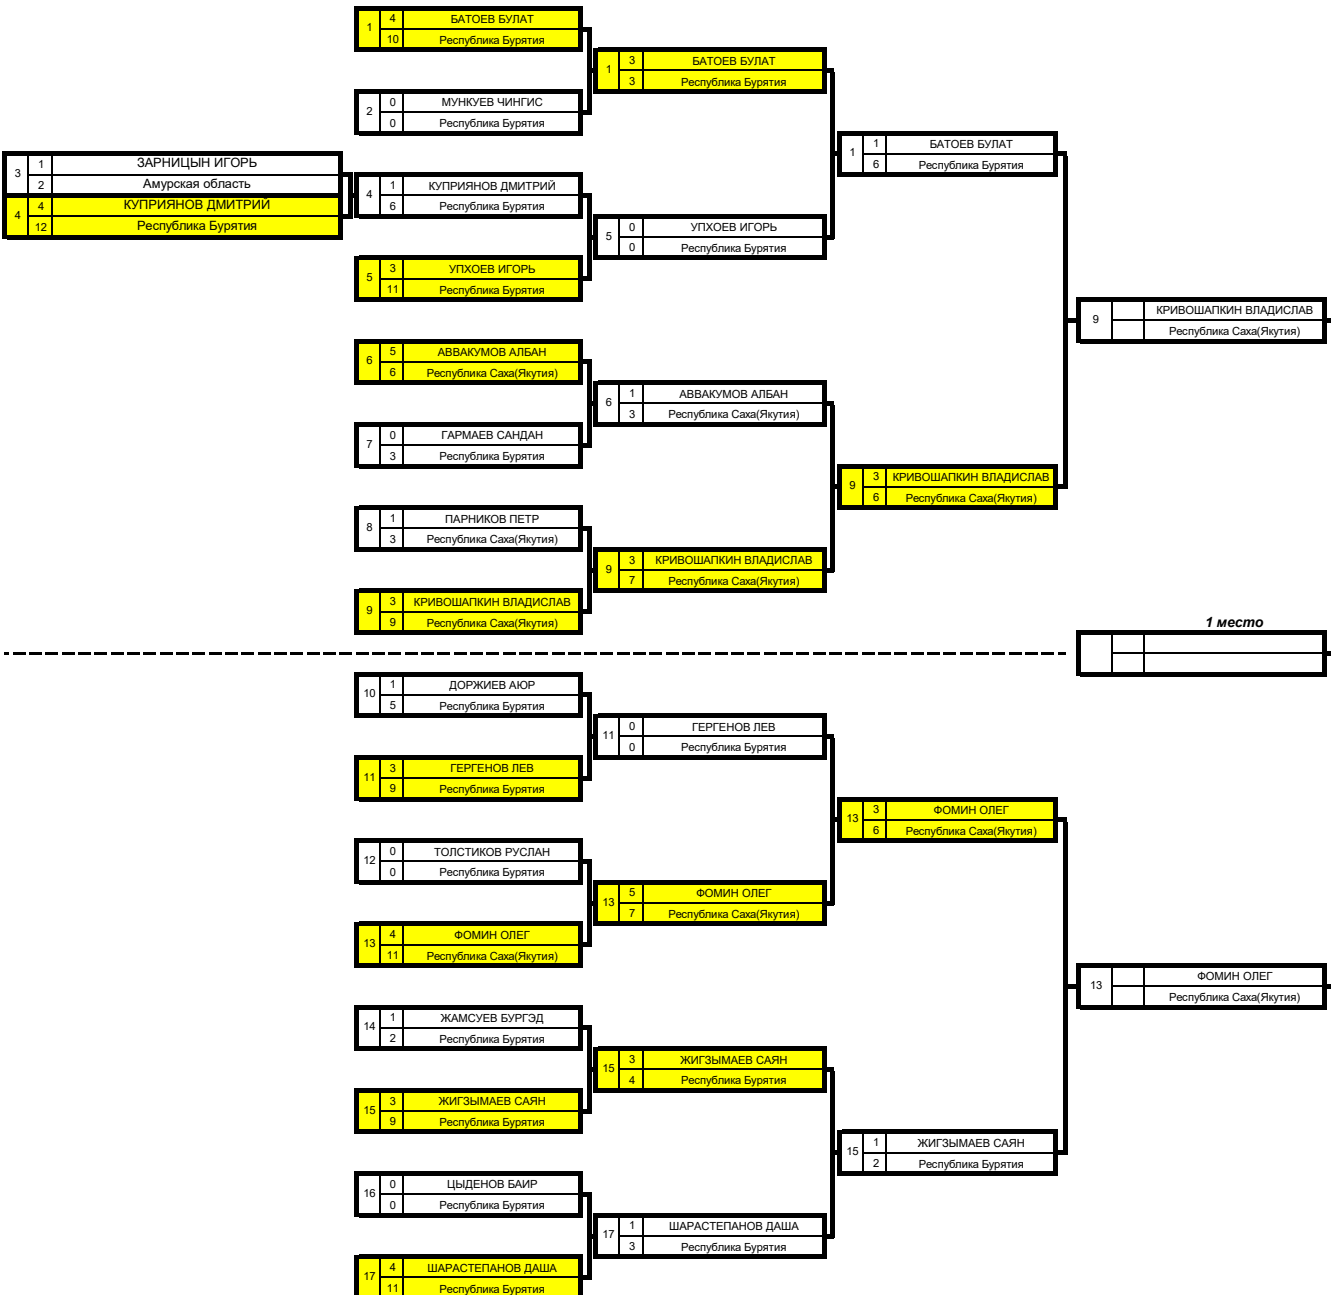 3 1 ЗАРНИЦЫН ИГОРЬ
2 Амурская область
4 4 КУПРИЯНОВ ДМИТРИЙ
12 Республика Бурятия
1 4 БАТОЕВ БУЛАТ
10 Республика Бурятия
2 0 МУНКУЕВ ЧИНГИС
0 Республика Бурятия
4 1 КУПРИЯНОВ ДМИТРИЙ
6 Республика Бурятия
5 3 УПХОЕВ ИГОРЬ
11 Республика Бурятия
6 5 АВВАКУМОВ АЛБАН
6 Республика Саха(Якутия)
7 0 ГАРМАЕВ САНДАН
3 Республика Бурятия
8 1 ПАРНИКОВ ПЕТР
3 Республика Саха(Якутия)
9 3 КРИВОШАПКИН ВЛАДИСЛАВ
9 Республика Саха(Якутия)
10 1 ДОРЖИЕВ АЮР
5 Республика Бурятия
11 3 ГЕРГЕНОВ ЛЕВ
9 Республика Бурятия
12 0 ТОЛСТИКОВ РУСЛАН
0 Республика Бурятия
13 4 ФОМИН ОЛЕГ
11 Республика Саха(Якутия)
14 1 ЖАМСУЕВ БУРГЭД
2 Республика Бурятия
15 3 ЖИГЗЫМАЕВ САЯН
9 Республика Бурятия
16 0 ЦЫДЕНОВ БАИР
0 Республика Бурятия
17 4 ШАРАСТЕПАНОВ ДАША
11 Республика Бурятия
1 3 БАТОЕВ БУЛАТ
3 Республика Бурятия
5 0 УПХОЕВ ИГОРЬ
0 Республика Бурятия
6 1 АВВАКУМОВ АЛБАН
3 Республика Саха(Якутия)
9 3 КРИВОШАПКИН ВЛАДИСЛАВ
7 Республика Саха(Якутия)
11 0 ГЕРГЕНОВ ЛЕВ
0 Республика Бурятия
13 5 ФОМИН ОЛЕГ
7 Республика Саха(Якутия)
15 3 ЖИГЗЫМАЕВ САЯН
4 Республика Бурятия
17 1 ШАРАСТЕПАНОВ ДАША
3 Республика Бурятия
1 1 БАТОЕВ БУЛАТ
6 Республика Бурятия
9 3 КРИВОШАПКИН ВЛАДИСЛАВ
6 Республика Саха(Якутия)
13 3 ФОМИН ОЛЕГ
6 Республика Саха(Якутия)
15 1 ЖИГЗЫМАЕВ САЯН
2 Республика Бурятия
9 КРИВОШАПКИН ВЛАДИСЛАВ
Республика Саха(Якутия)
1 место
13 ФОМИН ОЛЕГ
Республика Саха(Якутия)